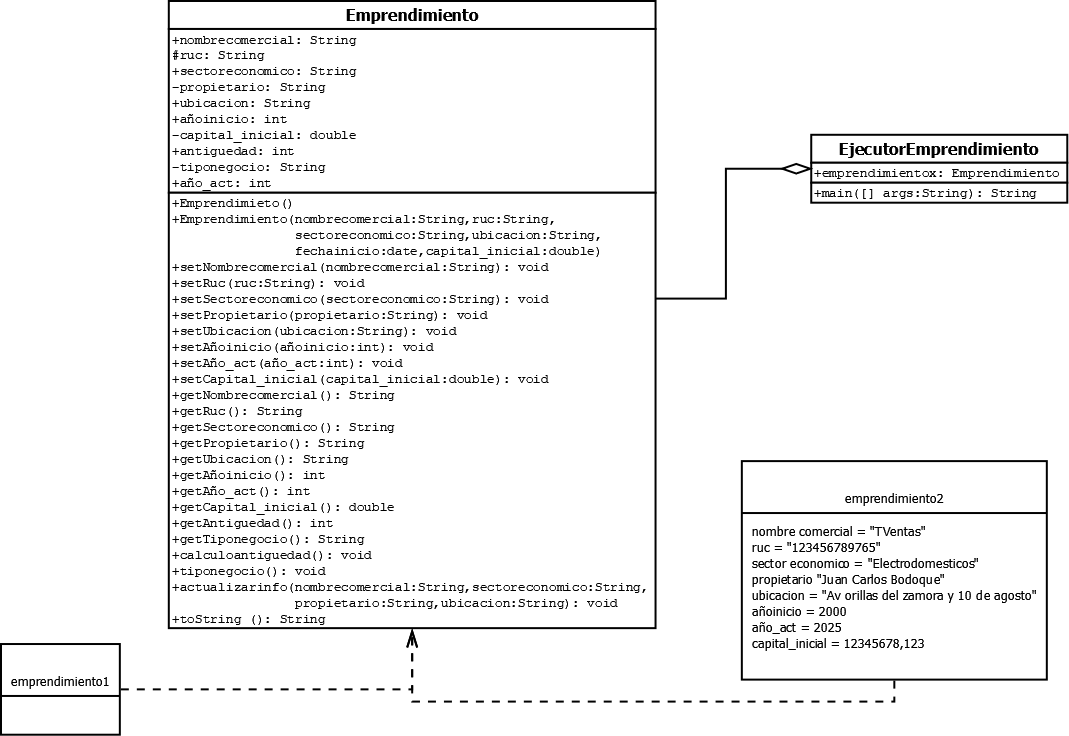 Emprendimiento
+nombrecomercial: String
#ruc: String
+sectoreconomico: String
-propietario: String
+ubicacion: String
+añoinicio: int
-capital_inicial: double
+antiguedad: int
-tiponegocio: String
+año_act: int
+Emprendimieto()
+Emprendimiento(nombrecomercial:String,ruc:String,
sectoreconomico:String,ubicacion:String,
fechainicio:date,capital_inicial:double)
+setNombrecomercial(nombrecomercial:String): void
+setRuc(ruc:String): void
+setSectoreconomico(sectoreconomico:String): void
+setPropietario(propietario:String): void
+setUbicacion(ubicacion:String): void
+setAñoinicio(añoinicio:int): void
+setAño_act(año_act:int): void
+setCapital_inicial(capital_inicial:double): void
+getNombrecomercial(): String
+getRuc(): String
+getSectoreconomico(): String
+getPropietario(): String
+getUbicacion(): String
+getAñoinicio(): int
+getAño_act(): int
+getCapital_inicial(): double
+getAntiguedad(): int
+getTiponegocio(): String
+calculoantiguedad(): void
+tiponegocio(): void
+actualizarinfo(nombrecomercial:String,sectoreconomico:String,
propietario:String,ubicacion:String): void
+toString (): String
EjecutorEmprendimiento
+emprendimientox: Emprendimiento
+main([] args:String): String
emprendimiento2
nombre comercial = "TVentas"
ruc = "123456789765"
sector economico = "Electrodomesticos"
propietario "Juan Carlos Bodoque"
ubicacion = "Av orillas del zamora y 10 de agosto"
añoinicio = 2000
año_act = 2025
capital_inicial = 12345678,123
emprendimiento1